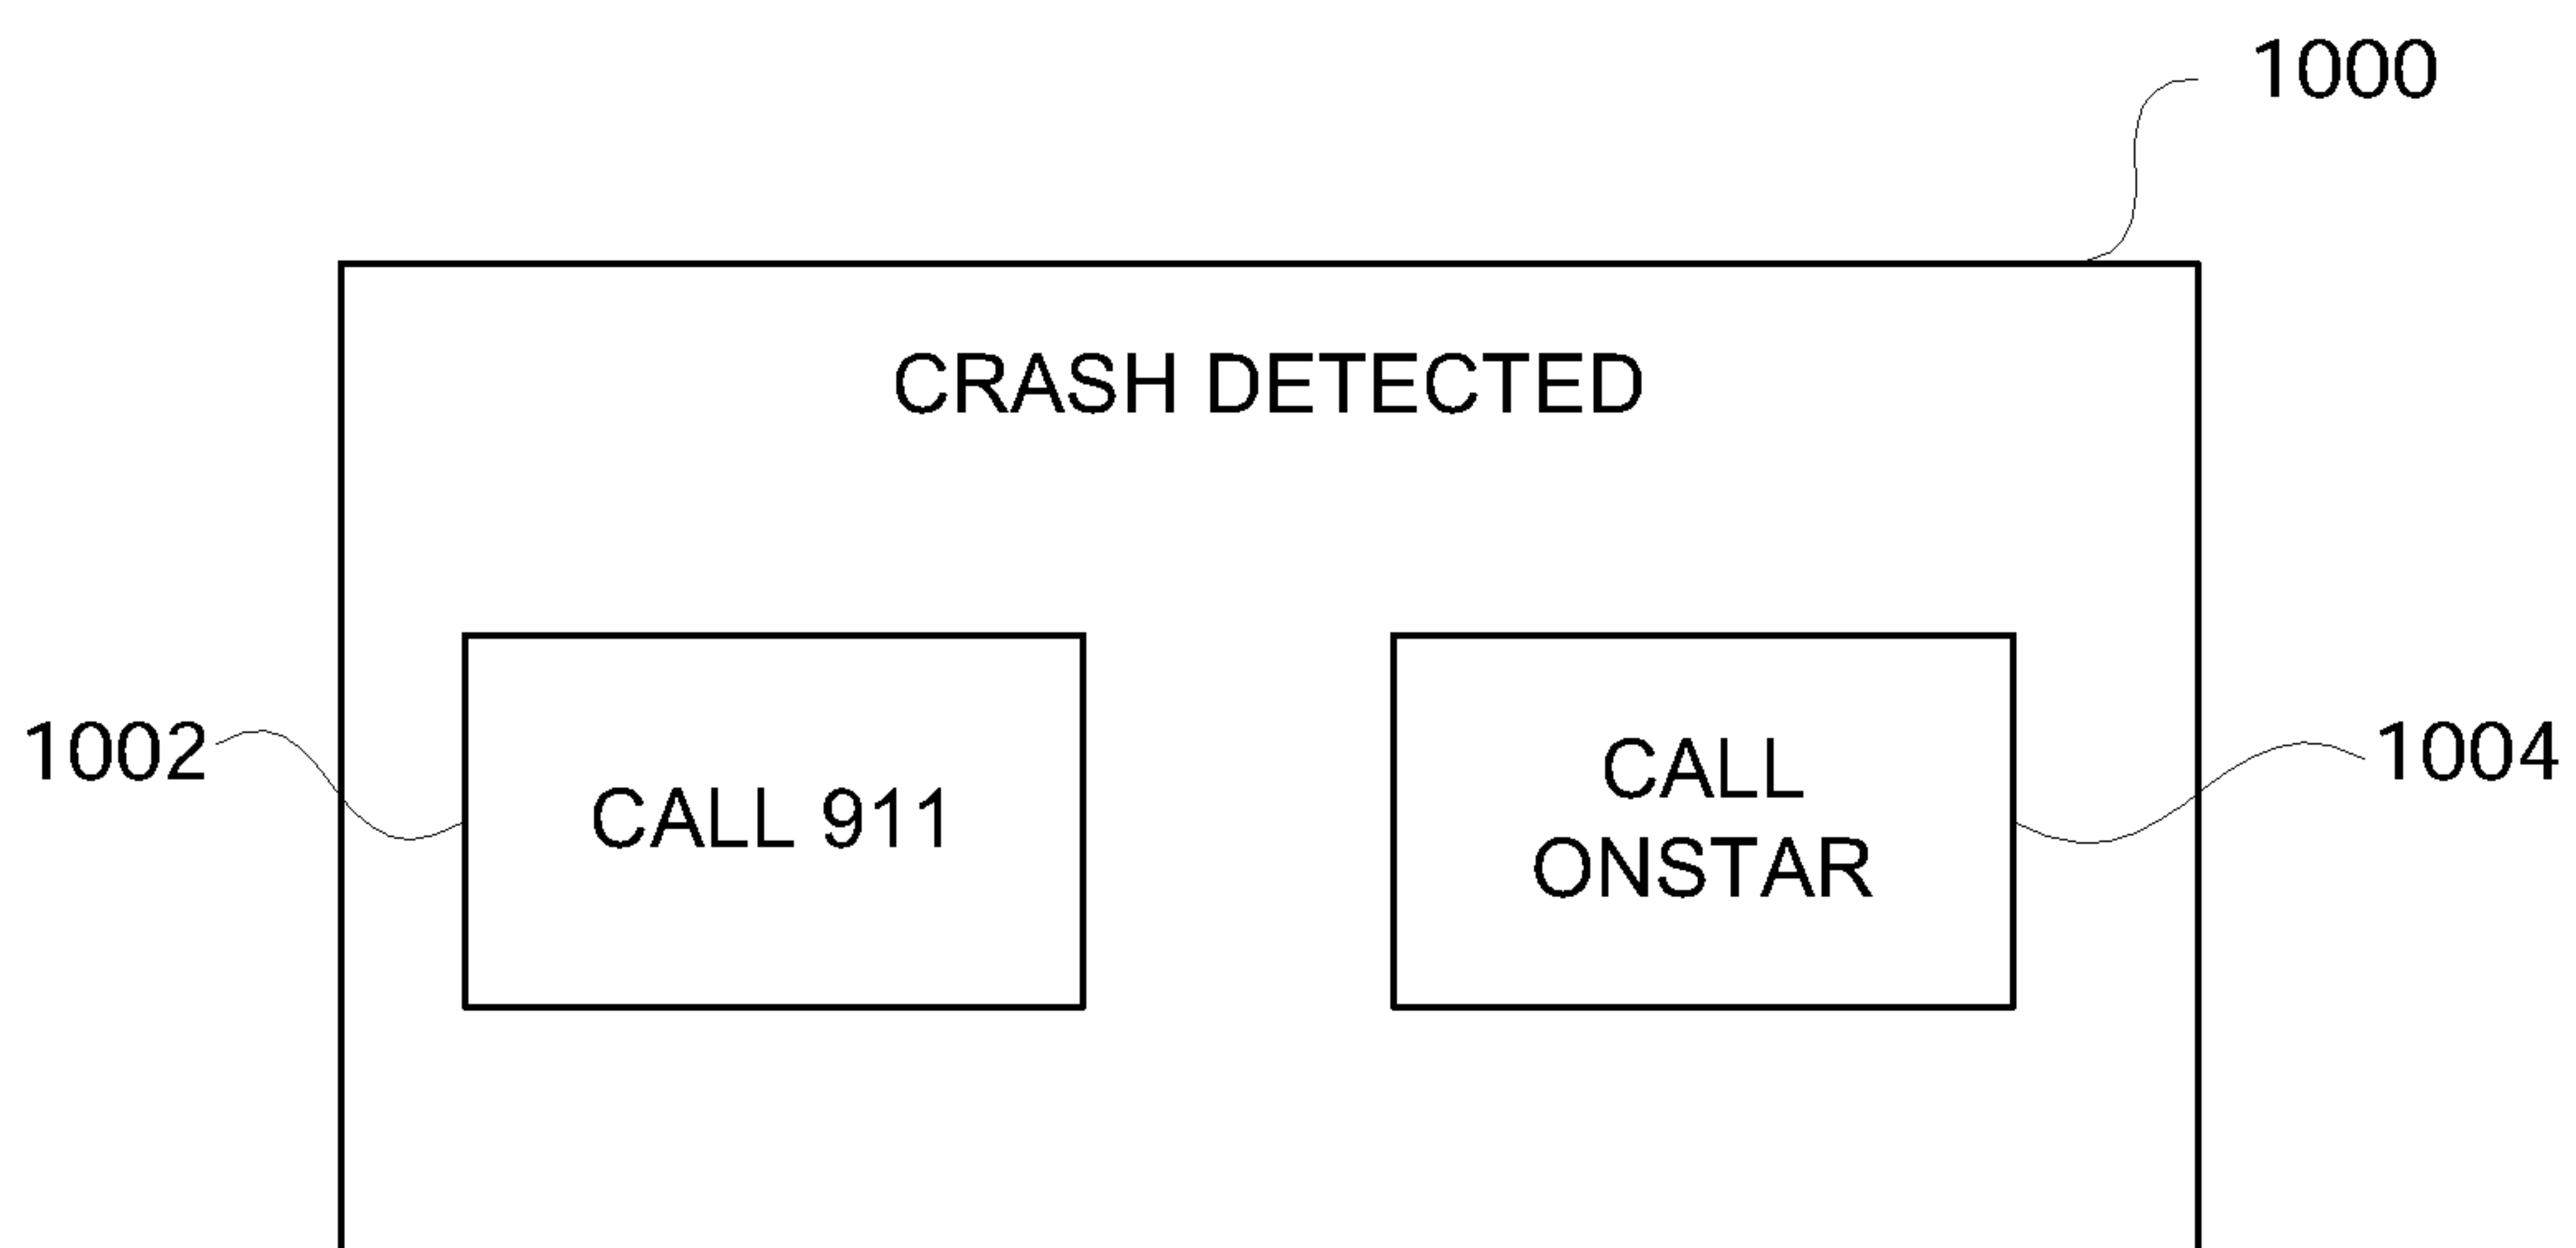 1000
CRASH DETECTED
1002
CALL 911
CALL
ONSTAR
1004